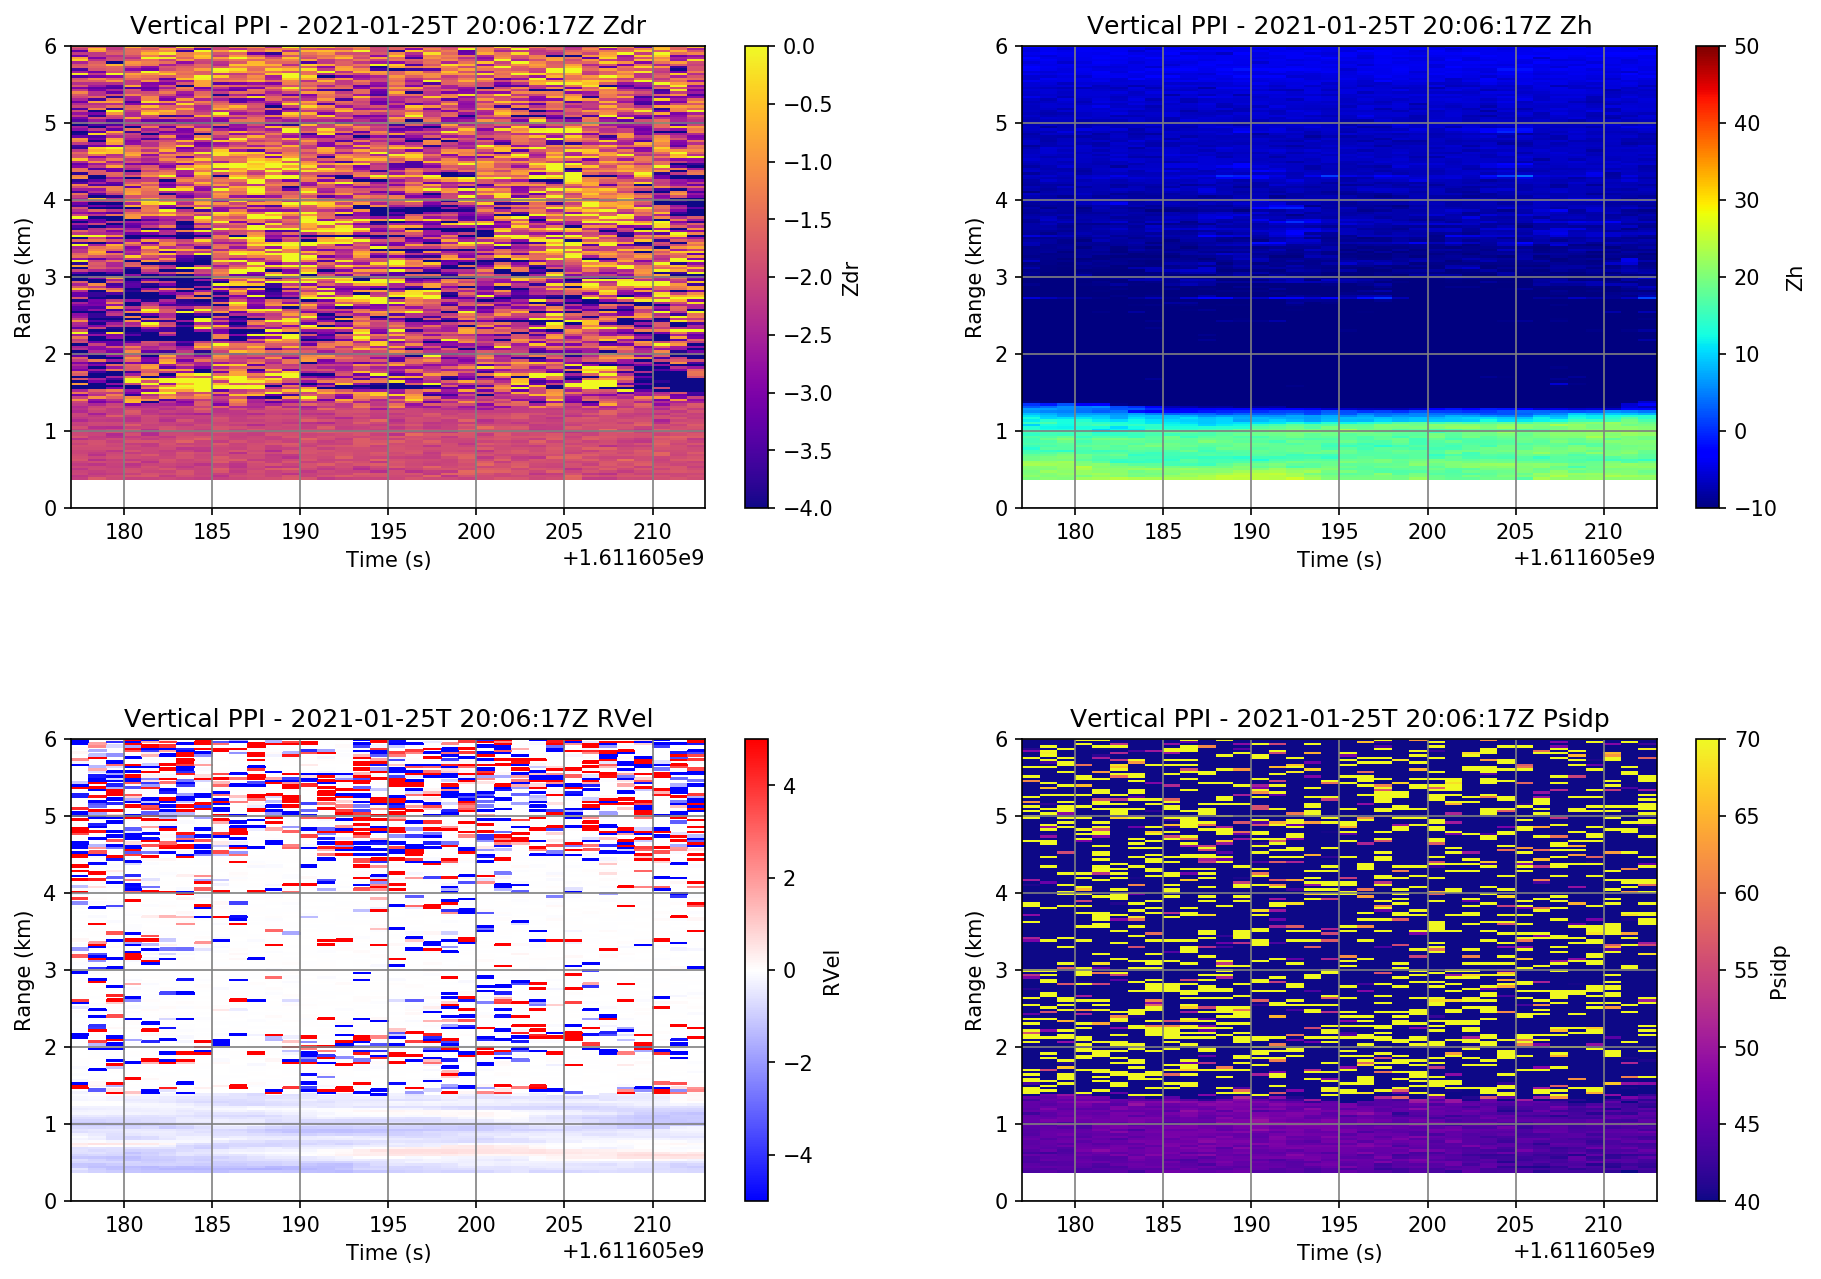 Vertical PPI - 2021-01-25T 20:06:17Z Zdr
6
5
4
3
2
1
0
Range (km)
180 185 190 195 200 205 210
Time (s)
+1.611605e9
0.0
−0.5
−1.0
−1.5
−2.0
−2.5
−3.0
−3.5
−4.0
Zdr
Vertical PPI - 2021-01-25T 20:06:17Z Zh
6
5
4
3
2
1
0
Range (km)
180 185 190 195 200 205 210
Time (s)
+1.611605e9
50
40
30
20
10
0
−10
Zh
Vertical PPI - 2021-01-25T 20:06:17Z RVel
6
5
4
3
2
1
0
Range (km)
180 185 190 195 200 205 210
Time (s)
+1.611605e9
4
2
0
−2
−4
RVel
Vertical PPI - 2021-01-25T 20:06:17Z Psidp
6
5
4
3
2
1
0
Range (km)
180 185 190 195 200 205 210
Time (s)
+1.611605e9
70
65
60
55
50
45
40
Psidp